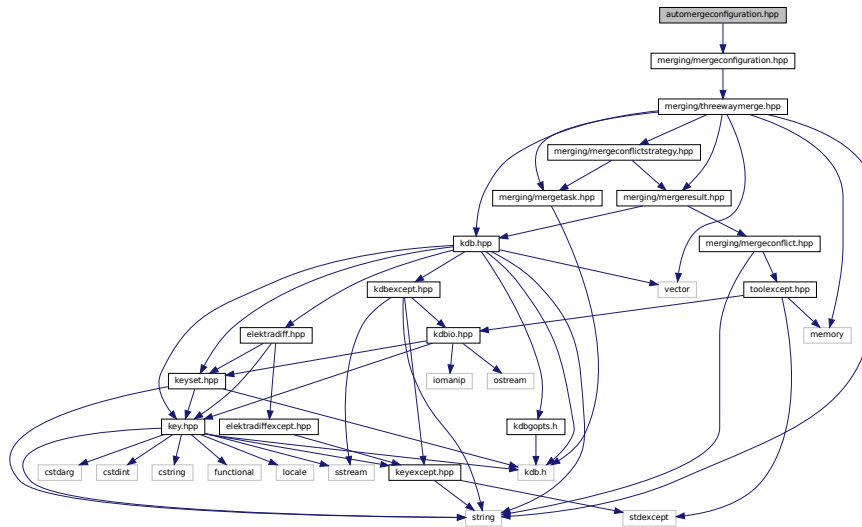 automergeconfiguration.hpp
merging/mergeconfiguration.hpp
merging/threewaymerge.hpp
merging/mergeconflictstrategy.hpp
merging/mergetask.hpp
merging/mergeresult.hpp
kdb.hpp
merging/mergeconflict.hpp
kdbexcept.hpp
vector
toolexcept.hpp
elektradiff.hpp
kdbio.hpp
memory
keyset.hpp
iomanip
ostream
key.hpp
elektradiffexcept.hpp
kdbgopts.h
cstdarg
cstdint
cstring
functional
locale
sstream
keyexcept.hpp
kdb.h
string
stdexcept